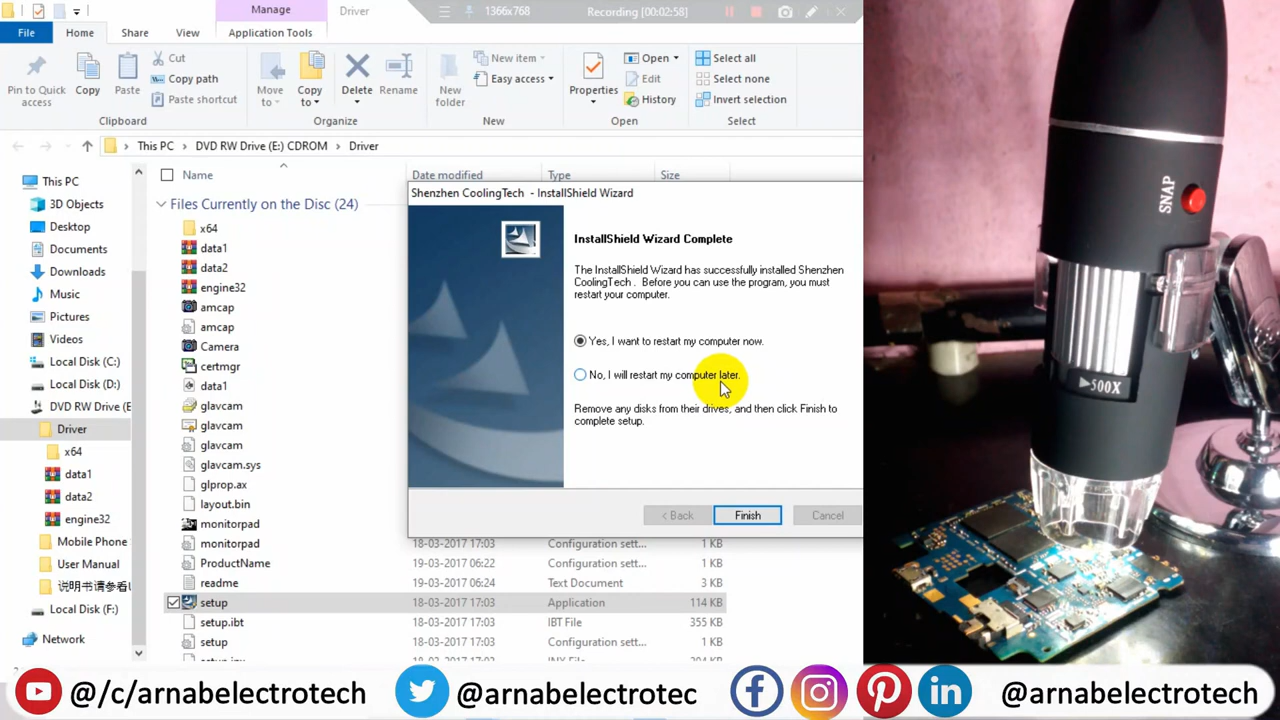 Manage
Driver
1366x768
Recording [00:02:58]
File
Home
Share
View
Application Tools
Pin to Quick access
Copy
Paste
Cut
Copy path
Paste shortcut
Clipboard
Move to
Copy to
Delete
Rename
Organize
New folder
New item
Easy access
New
Properties
Open
Edit
History
Open
Select all
Select none
Invert selection
Select
This PC
DVD RW Drive (E:) CDROM
Driver
This PC
3D Objects
Desktop
Documents
Downloads
Music
Pictures
Videos
Local Disk (C:)
Local Disk (D:)
DVD RW Drive (E
Driver
x64
data1
data2
engine32
Mobile Phone
User Manual
说明书请参看
Local Disk (F:)
Network
Name
Date modified
Type
Size
Files Currently on the Disc (24)
x64
data1
data2
engine32
amcap
amcap
Camera
certmgr
data1
glavcam
glavcam
glavcam
glavcam.sys
glprop.ax
layout.bin
monitorpad
monitorpad 18-03-2017 17:03 Configuration sett... 1 KB
ProductName 19-03-2017 06:22 Configuration sett... 1 KB
readme 19-03-2017 06:24 Text Document 3 KB
setup 18-03-2017 17:03 Application 114 KB
setup.ibt 18-03-2017 17:03 IBT File 355 KB
setup 18-03-2017 17:03 Configuration sett... 1 KB
Shenzhen CoolingTech - InstallShield Wizard
InstallShield Wizard Complete
The InstallShield Wizard has successfully installed Shenzhen
CoolingTech . Before you can use the program, you must
restart your computer.
Yes, I want to restart my computer now.
No, I will restart my computer later.
Remove any disks from their drives, and then click Finish to
complete setup.
< Back
Finish
Cancel
SNAP
▶500X
@/c/arnabelectrotech
@arnabelectrotec
@arnabelectrotech